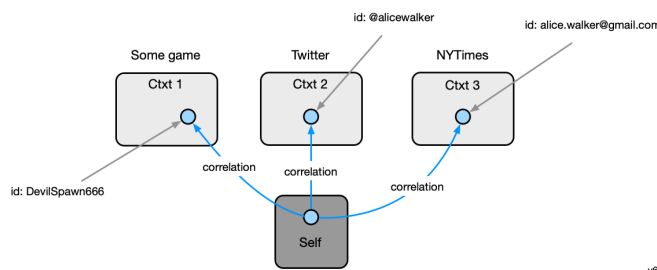 id: @alicewalker
id: alice.walker@gmail.com
Some game
Twitter
NYTimes
Ctxt 1
Ctxt 2
Ctxt 3
correlation
correlation
correlation
id: DevilSpawn666
Self